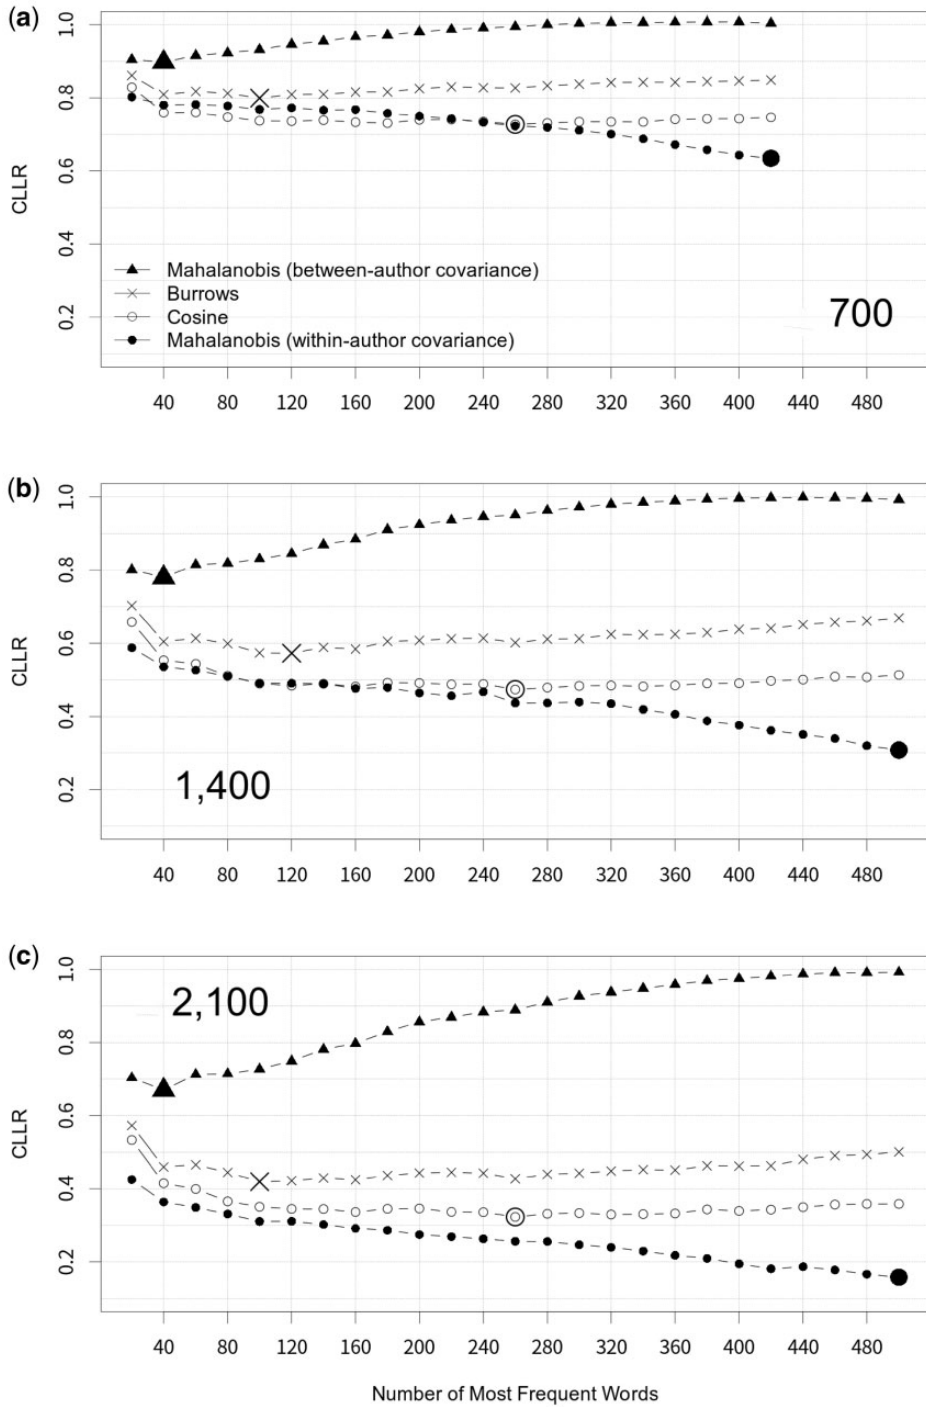 (a)
1.0
0.8
0.6
0.4
0.2
CLLR
Mahalanobis (between-author covariance)
Burrows
Cosine
Mahalanobis (within-author covariance)
700
40 80 120 160 200 240 280 320 360 400 440 480
(b)
1.0
0.8
0.6
0.4
0.2
CLLR
1,400
40 80 120 160 200 240 280 320 360 400 440 480
(c)
1.0
0.8
0.6
0.4
0.2
CLLR
2,100
40 80 120 160 200 240 280 320 360 400 440 480
Number of Most Frequent Words